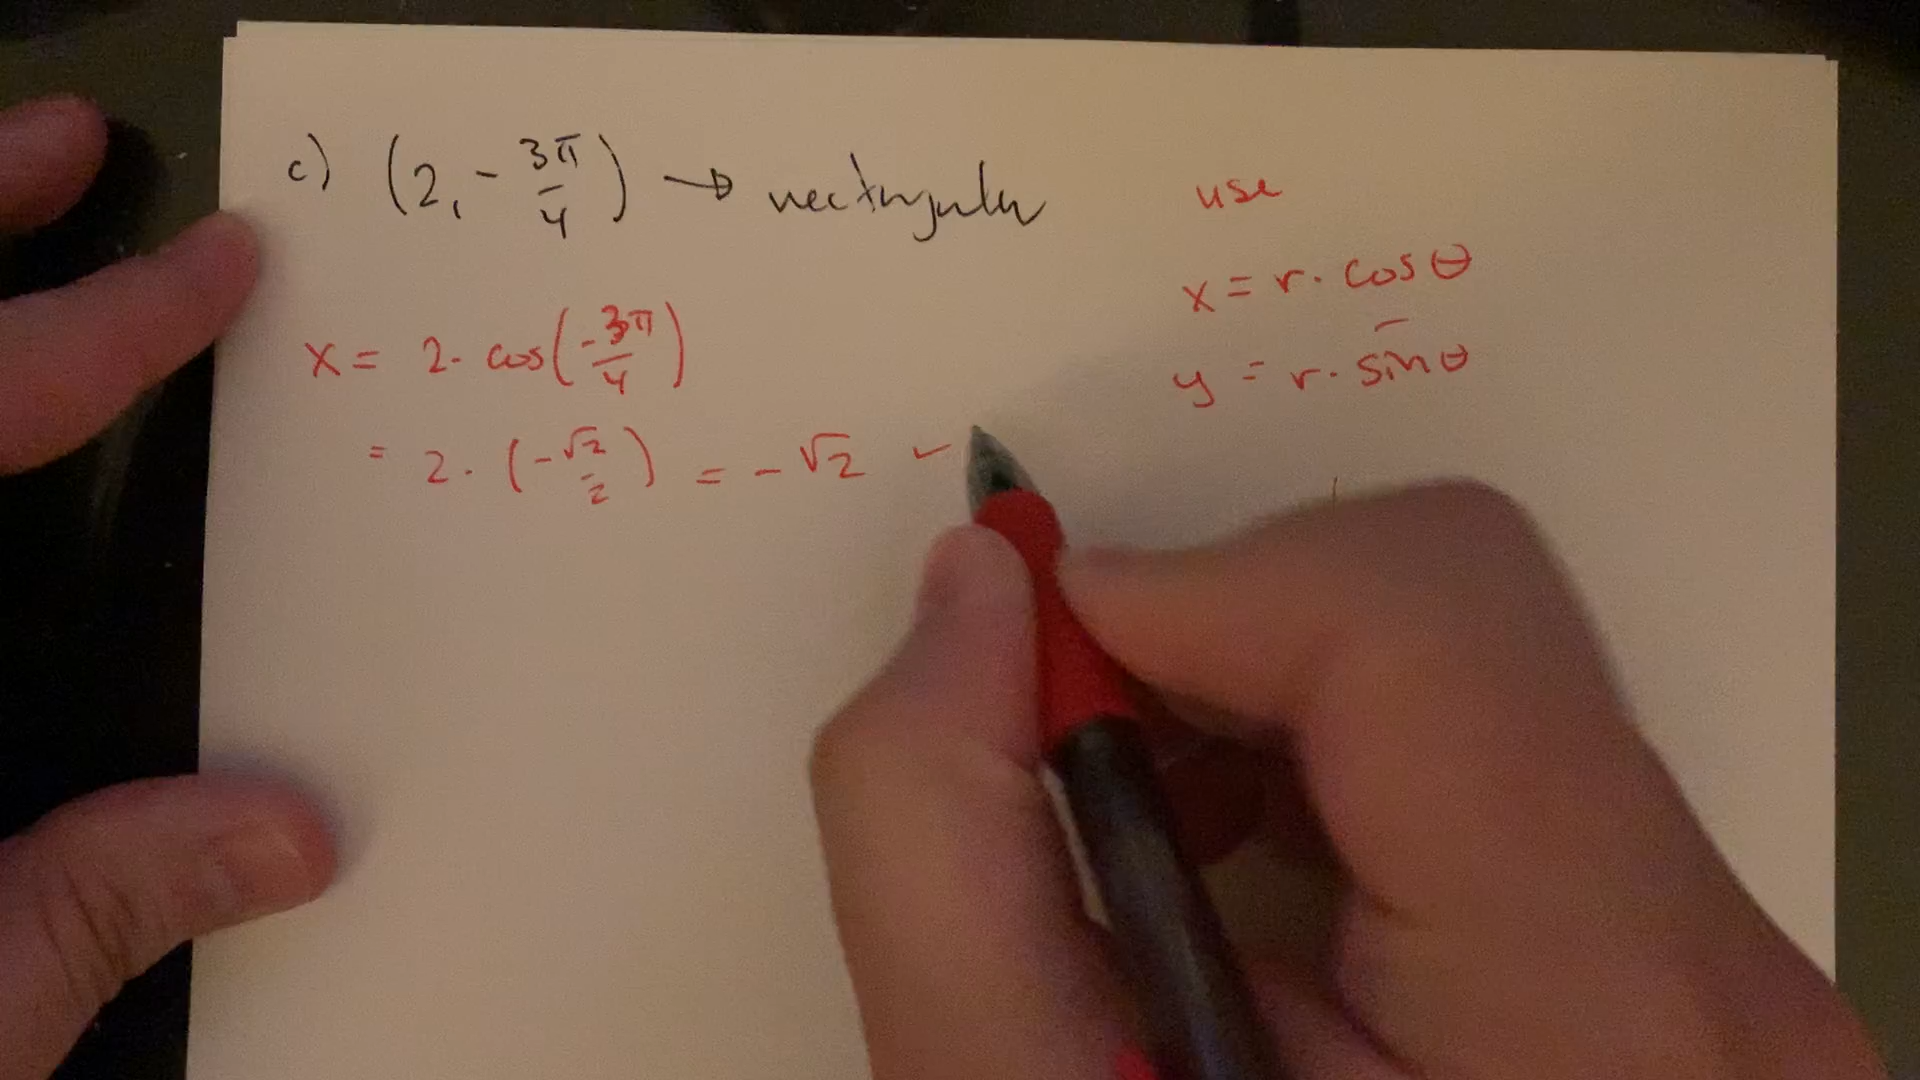 c) (2, - 3π/4) → rectangular
use
x = r · cos θ
y = r · sin θ
x = 2 · cos(-3π/4)
= 2 · (-√2/2) = -√2